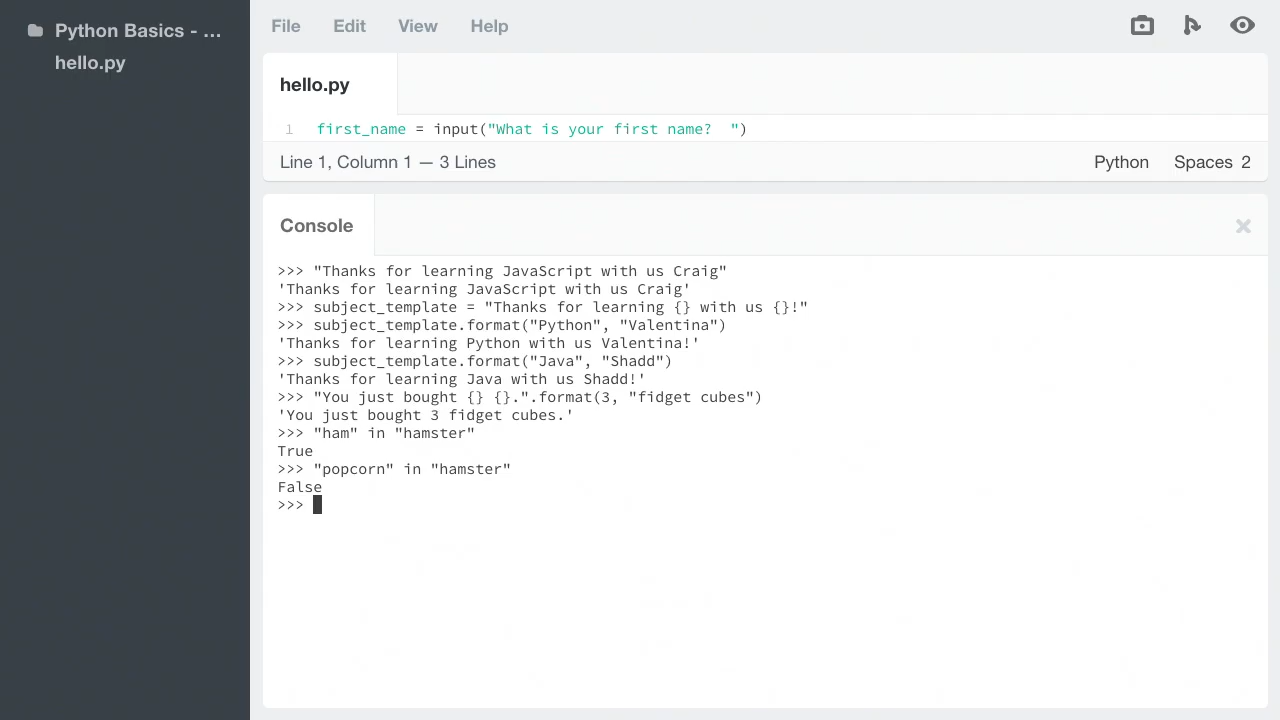 Python Basics - ...
hello.py
File Edit View Help
hello.py
1 first_name = input("What is your first name?  ")
Line 1, Column 1 — 3 Lines Python Spaces 2
Console
>>> "Thanks for learning JavaScript with us Craig"
'Thanks for learning JavaScript with us Craig'
>>> subject_template = "Thanks for learning {} with us {}!"
>>> subject_template.format("Python", "Valentina")
'Thanks for learning Python with us Valentina!'
>>> subject_template.format("Java", "Shadd")
'Thanks for learning Java with us Shadd!'
>>> "You just bought {} {}.".format(3, "fidget cubes")
'You just bought 3 fidget cubes.'
>>> "ham" in "hamster"
True
>>> "popcorn" in "hamster"
False
>>>